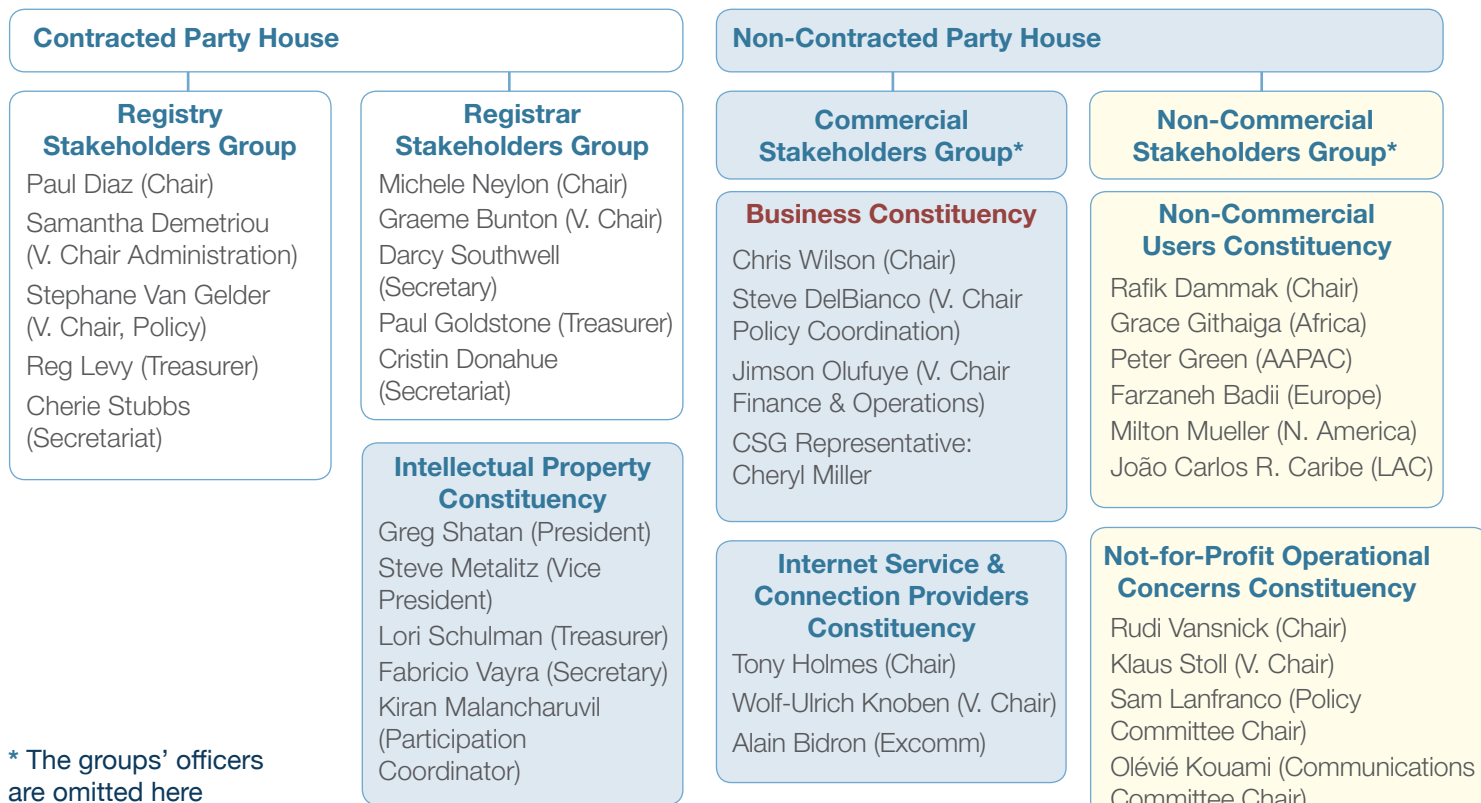 Contracted Party House
Registry
Stakeholders Group
Paul Diaz (Chair)
Samantha Demetriou
(V. Chair Administration)
Stephane Van Gelder
(V. Chair, Policy)
Reg Levy (Treasurer)
Cherie Stubbs
(Secretariat)
Registrar
Stakeholders Group
Michele Neylon (Chair)
Graeme Bunton (V. Chair)
Darcy Southwell
(Secretary)
Paul Goldstone (Treasurer)
Cristin Donahue
(Secretariat)
Non-Contracted Party House
Commercial
Stakeholders Group*
Business Constituency
Chris Wilson (Chair)
Steve DelBianco (V. Chair
Policy Coordination)
Jimson Olufuye (V. Chair
Finance & Operations)
CSG Representative:
Cheryl Miller
Intellectual Property
Constituency
Greg Shatan (President)
Steve Metalitz (Vice
President)
Lori Schulman (Treasurer)
Fabricio Vayra (Secretary)
Kiran Malancharuvil
(Participation
Coordinator)
Internet Service &
Connection Providers
Constituency
Tony Holmes (Chair)
Wolf-Ulrich Knoben (V. Chair)
Alain Bidron (Excomm)
Non-Commercial
Stakeholders Group*
Non-Commercial
Users Constituency
Rafik Dammak (Chair)
Grace Githaiga (Africa)
Peter Green (AAPAC)
Farzaneh Badii (Europe)
Milton Mueller (N. America)
João Carlos R. Caribe (LAC)
Not-for-Profit Operational
Concerns Constituency
Rudi Vansnick (Chair)
Klaus Stoll (V. Chair)
Sam Lanfranco (Policy
Committee Chair)
Olévié Kouami (Communications
Committee Chair)
* The groups' officers
are omitted here